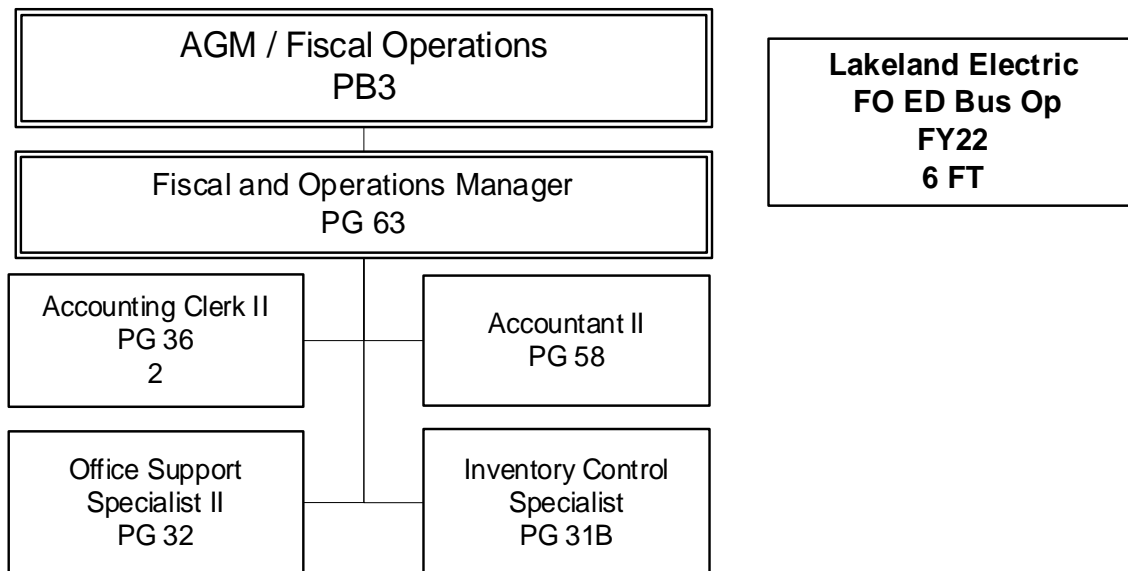 AGM / Fiscal Operations
PB3
Lakeland Electric
FO ED Bus Op
FY22
6 FT
Fiscal and Operations Manager
PG 63
Accounting Clerk II
PG 36
2
Accountant II
PG 58
Office Support
Specialist II
PG 32
Inventory Control
Specialist
PG 31B